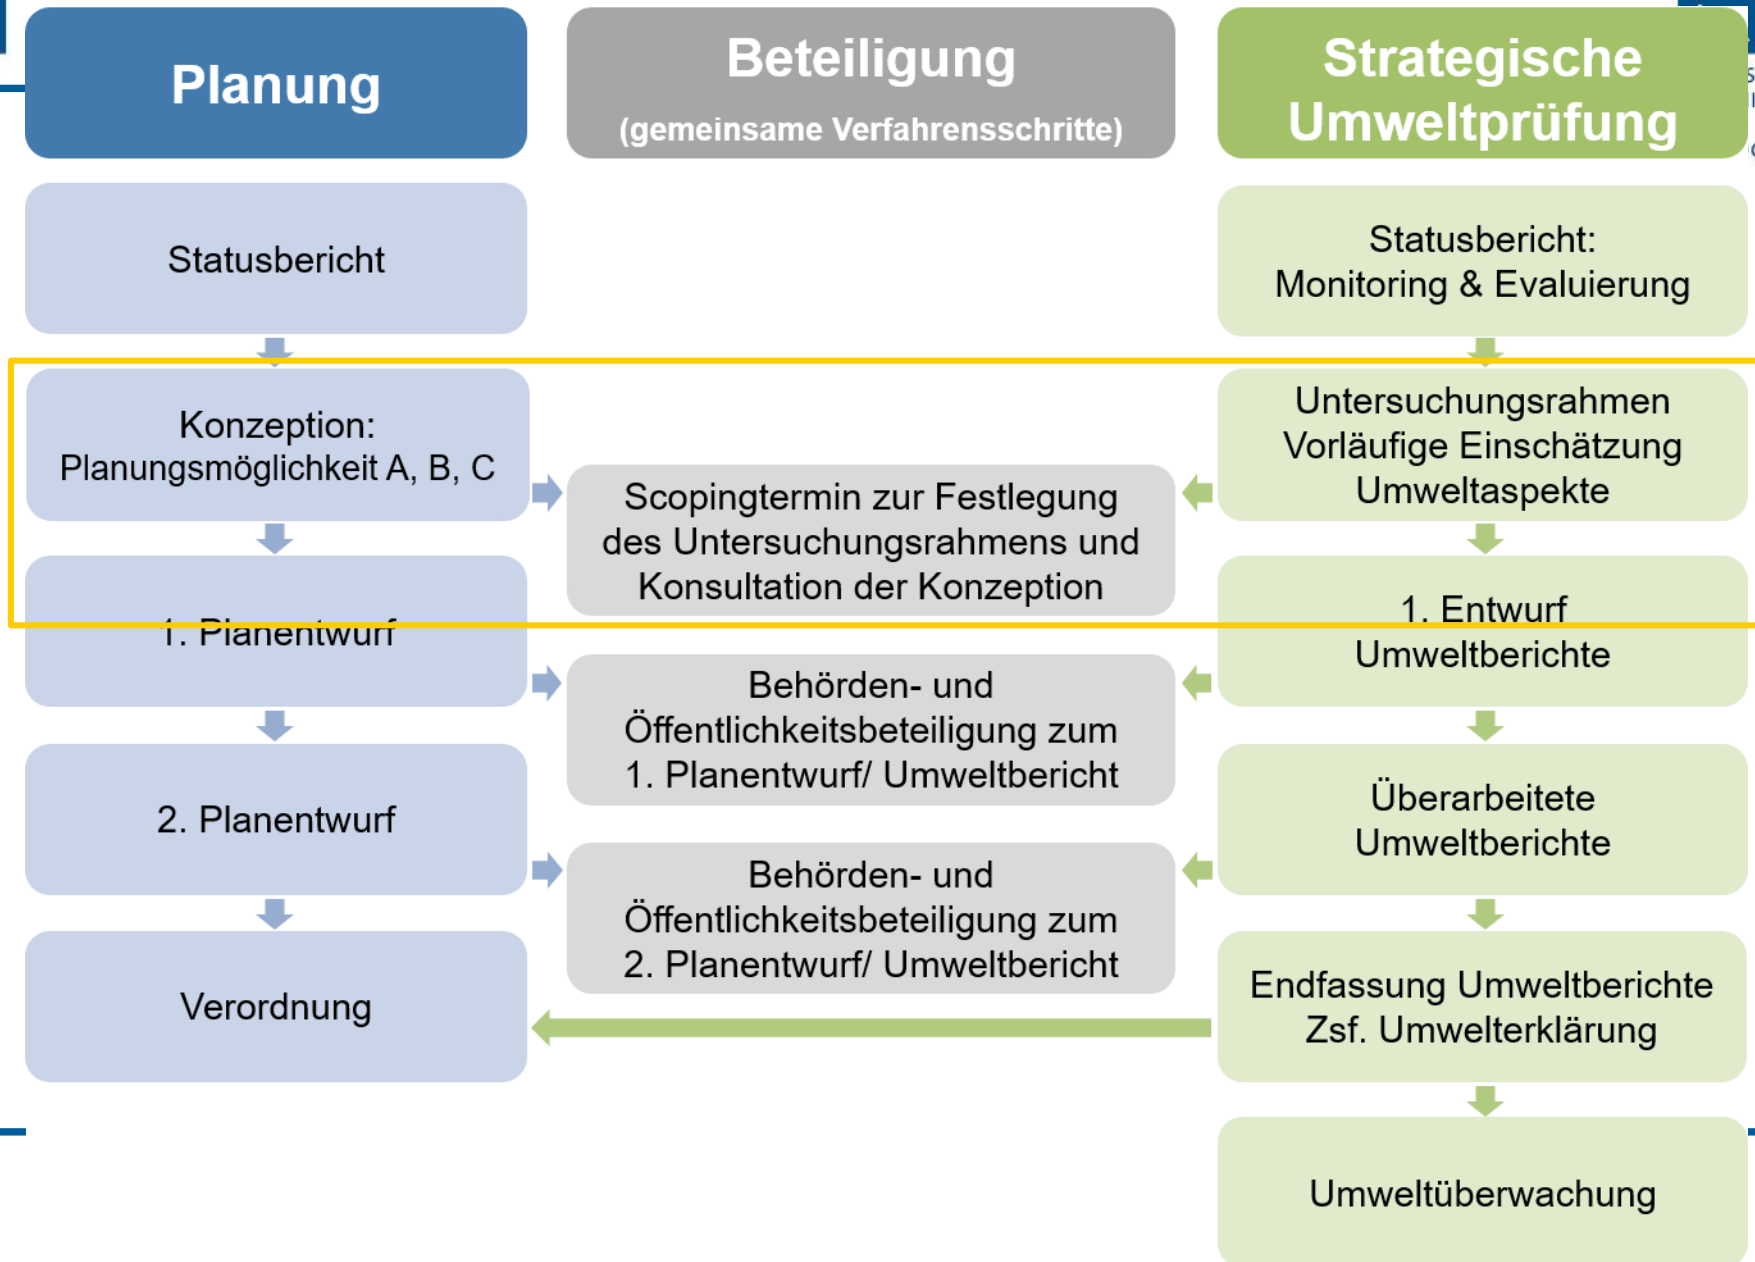 Planung
Statusbericht
Konzeption:
Planungsmöglichkeit A, B, C
1. Planentwurf
2. Planentwurf
Verordnung
Beteiligung
(gemeinsame Verfahrensschritte)
Scopingtermin zur Festlegung
des Untersuchungsrahmens und
Konsultation der Konzeption
Behörden- und
Öffentlichkeitsbeteiligung zum
1. Planentwurf/ Umweltbericht
Behörden- und
Öffentlichkeitsbeteiligung zum
2. Planentwurf/ Umweltbericht
Strategische
Umweltprüfung
Statusbericht:
Monitoring & Evaluierung
Untersuchungsrahmen
Vorläufige Einschätzung
Umweltaspekte
1. Entwurf
Umweltberichte
Überarbeitete
Umweltberichte
Endfassung Umweltberichte
Zsf. Umwelterklärung
Umweltüberwachung